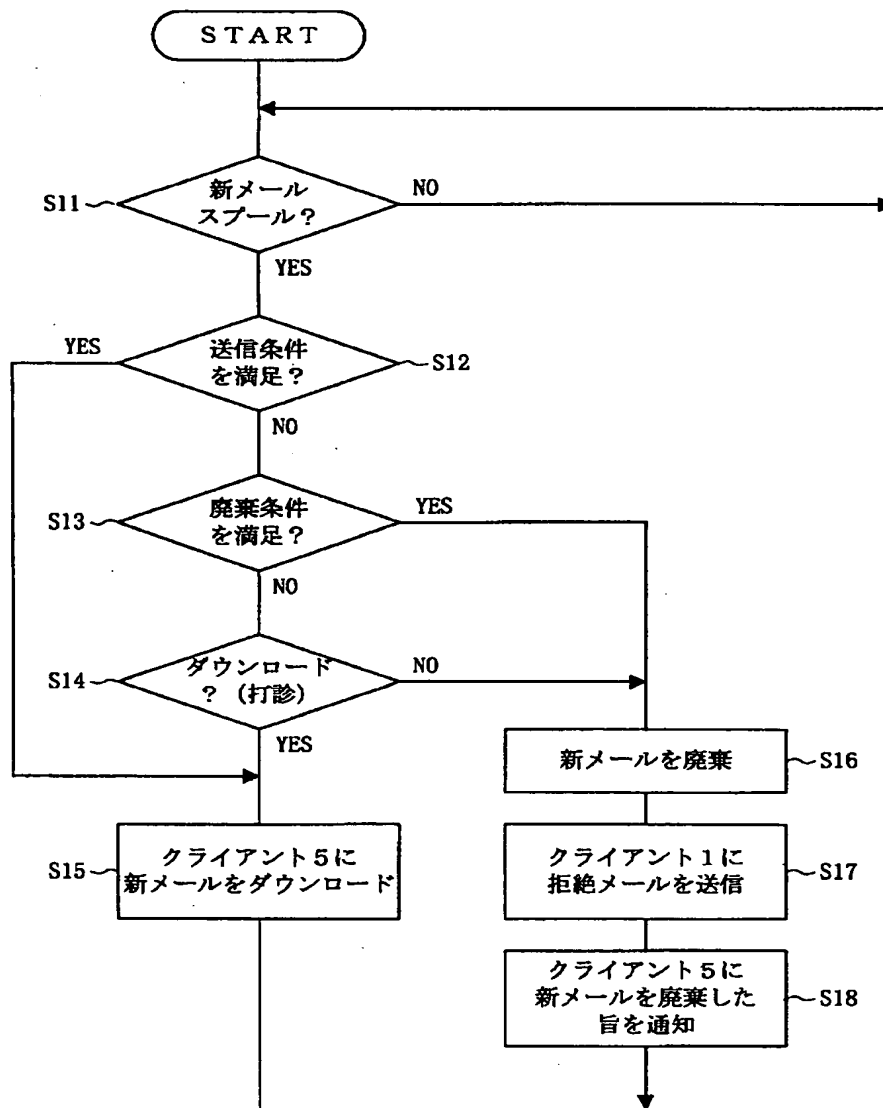 START
新メール
スプール？
S11
NO
YES
送信条件
を満足？
S12
YES
NO
廃棄条件
を満足？
S13
YES
NO
ダウンロード
？（打診）
S14
NO
YES
クライアント５に
新メールをダウンロード
S15
新メールを廃棄
S16
クライアント１に
拒絶メールを送信
S17
クライアント５に
新メールを廃棄した
旨を通知
S18